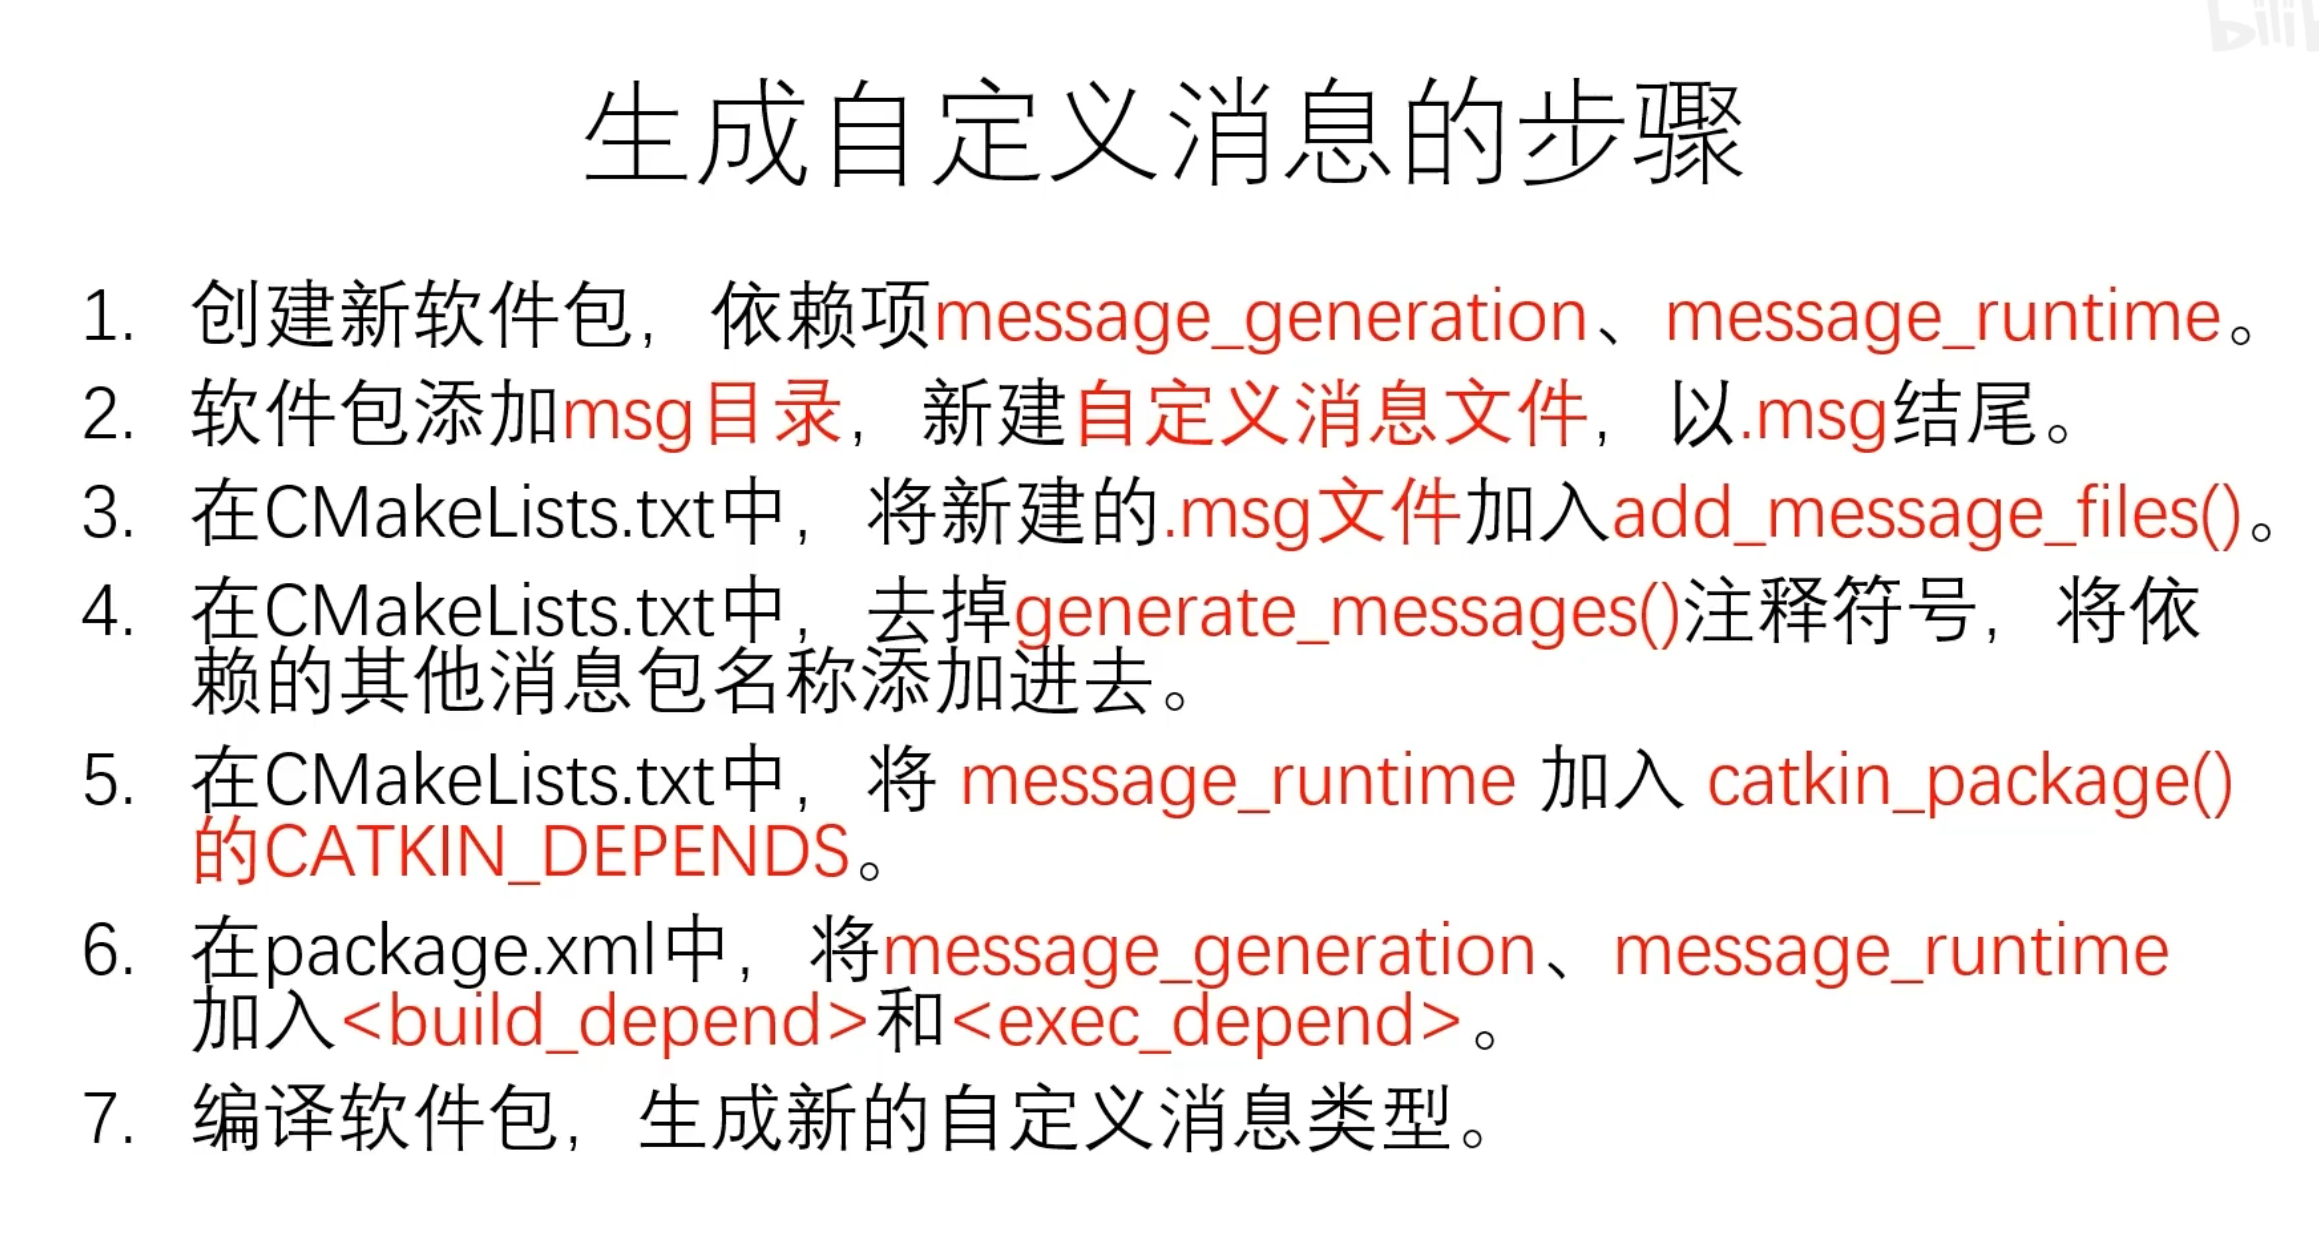 生成自定义消息的步骤
1. 创建新软件包，依赖项message_generation、message_runtime。
2. 软件包添加msg目录，新建自定义消息文件，以.msg结尾。
3. 在CMakeLists.txt中，将新建的.msg文件加入add_message_files()。
4. 在CMakeLists.txt中，去掉generate_messages()注释符号，将依
赖的其他消息包名称添加进去。
5. 在CMakeLists.txt中，将 message_runtime 加入 catkin_package()
的CATKIN_DEPENDS。
6. 在package.xml中，将message_generation、message_runtime
加入<build_depend>和<exec_depend>。
7. 编译软件包，生成新的自定义消息类型。